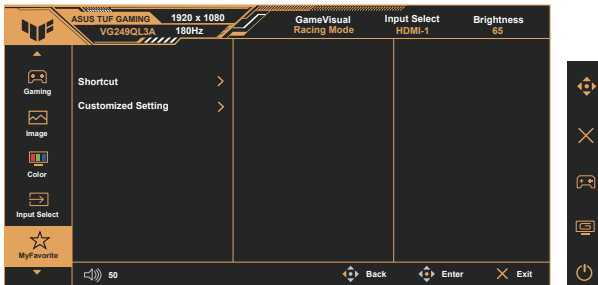 ASUS TUF GAMING 1920 x 1080
VG249QL3A 180Hz
GameVisual
Racing Mode
Input Select
HDMI-1
Brightness
65
Gaming
Image
Color
Input Select
MyFavorite
Shortcut
Customized Setting
50
Back
Enter
Exit